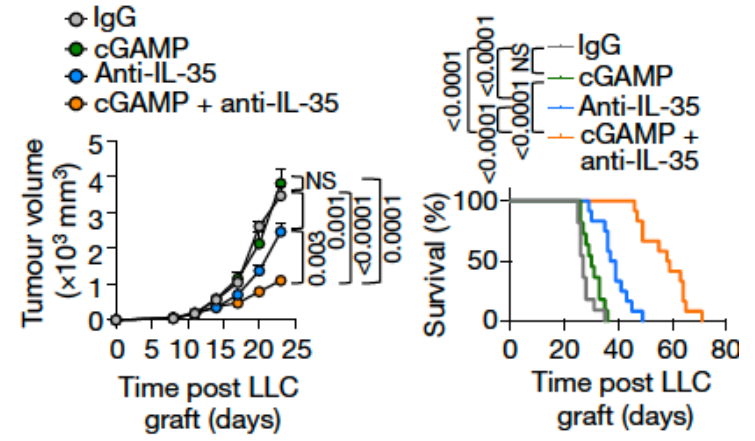 IgG
cGAMP
Anti-IL-35
cGAMP + anti-IL-35
Tumour volume
(×10³ mm³)
5
4
3
2
1
0
0
5
10
15
20
25
Time post LLC
graft (days)
NS
0.003
0.001
<0.0001
0.0001
<0.0001
<0.0001
NS
<0.0001
<0.0001
IgG
cGAMP
Anti-IL-35
cGAMP +
anti-IL-35
Survival (%)
100
50
0
0
20
40
60
80
Time post LLC
graft (days)